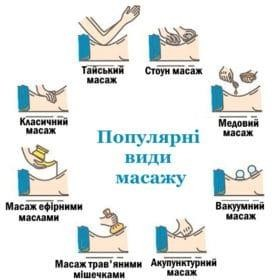 Тайський
масаж
Стоун масаж
Класичний
масаж
Медовий
масаж
Популярні
види
масажу
Масаж ефірними
маслами
Вакуумний
масаж
Масаж трав'яними
мішечками
Акупунктурний
масаж